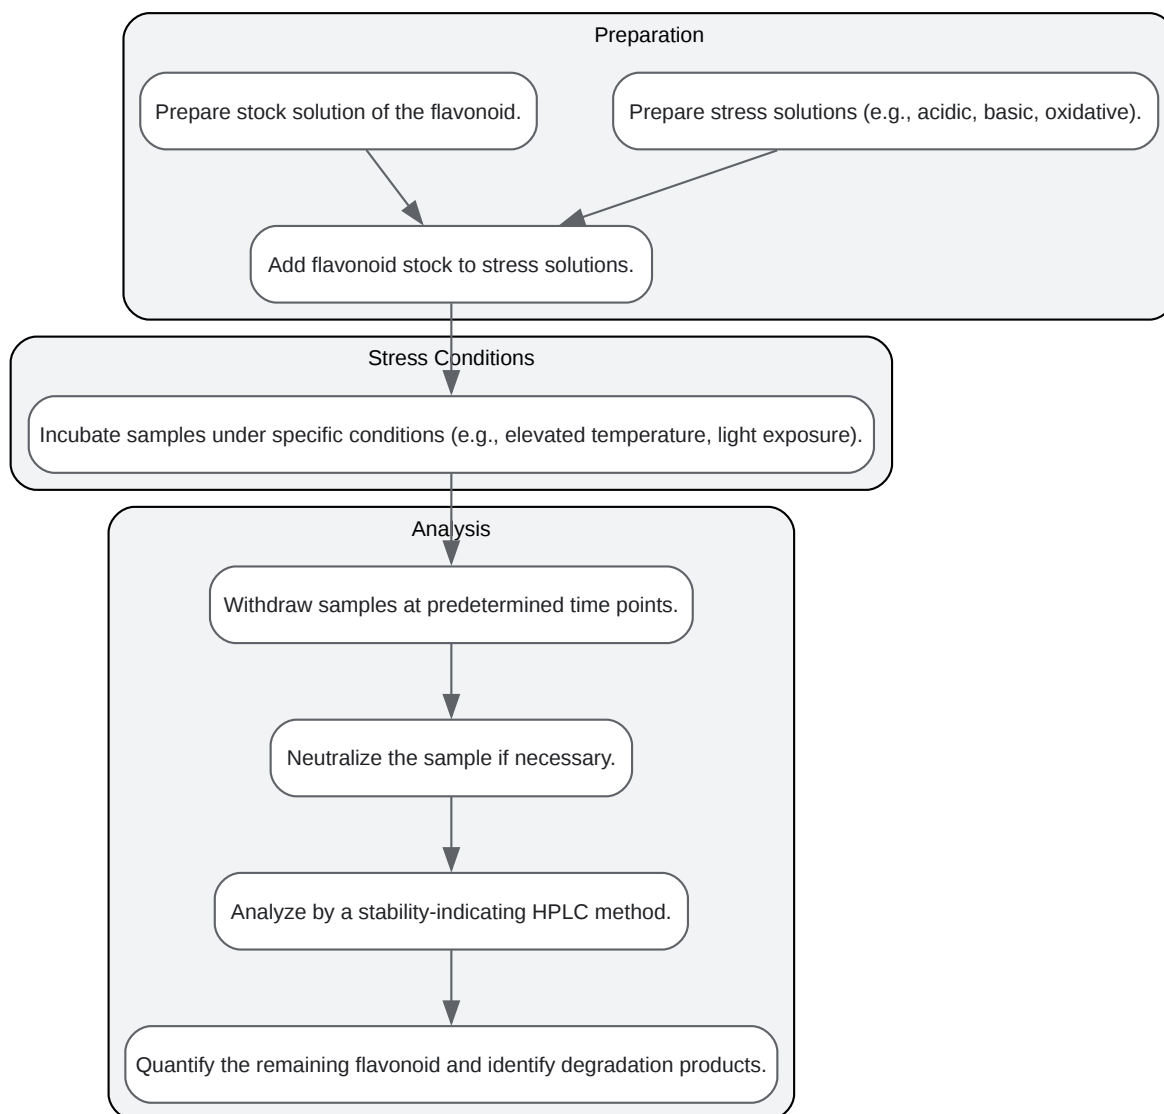 Preparation
Prepare stock solution of the flavonoid.
Prepare stress solutions (e.g., acidic, basic, oxidative).
Add flavonoid stock to stress solutions.
Stress Conditions
Incubate samples under specific conditions (e.g., elevated temperature, light exposure).
Analysis
Withdraw samples at predetermined time points.
Neutralize the sample if necessary.
Analyze by a stability-indicating HPLC method.
Quantify the remaining flavonoid and identify degradation products.